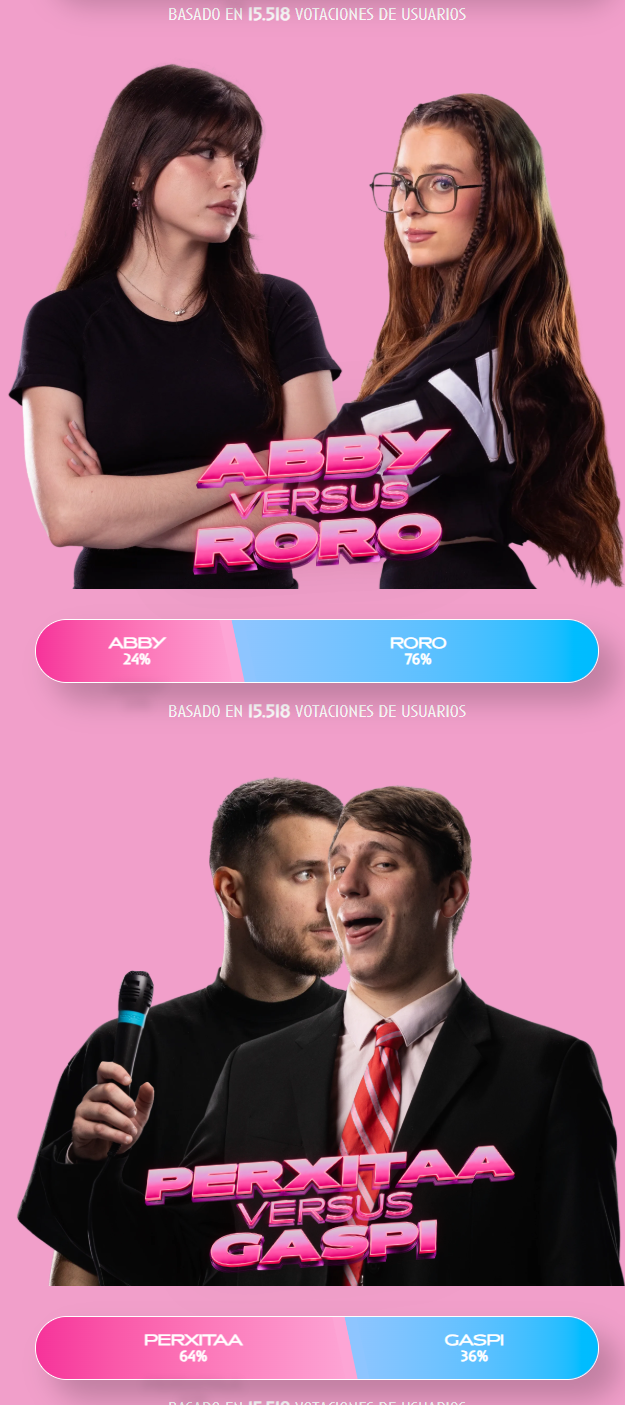 BASADO EN 15.518 VOTACIONES DE USUARIOS
EV
ABBY
VERSUS
RORO
ABBY
24%
RORO
76%
BASADO EN 15.518 VOTACIONES DE USUARIOS
PERXITAA
VERSUS
GASPI
PERXITAA
64%
GASPI
36%
BASADO EN 15.518 VOTACIONES DE USUARIOS